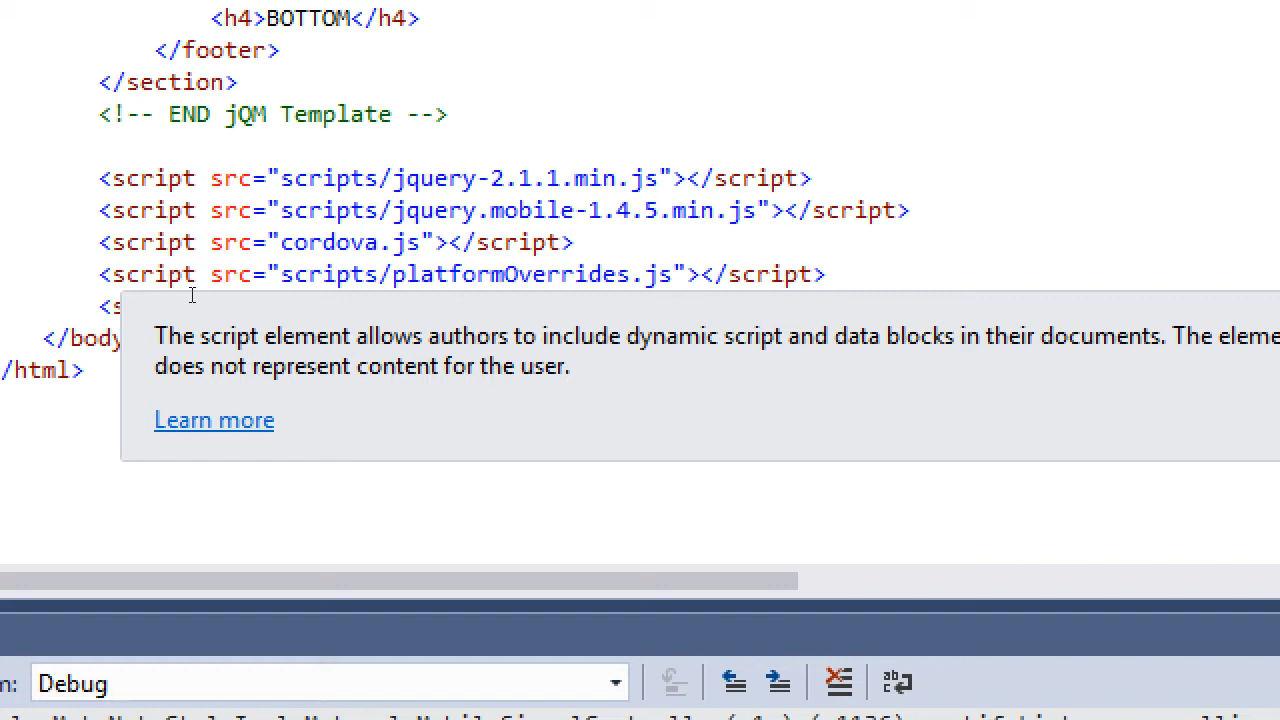 <h4>BOTTOM</h4>
</footer>
</section>
<!-- END jQM Template -->
<script src="scripts/jquery-2.1.1.min.js"></script>
<script src="scripts/jquery.mobile-1.4.5.min.js"></script>
<script src="cordova.js"></script>
<script src="scripts/platformOverrides.js"></script>
<s
</body
/html>
The script element allows authors to include dynamic script and data blocks in their documents. The eleme
does not represent content for the user.
Learn more
m: Debug